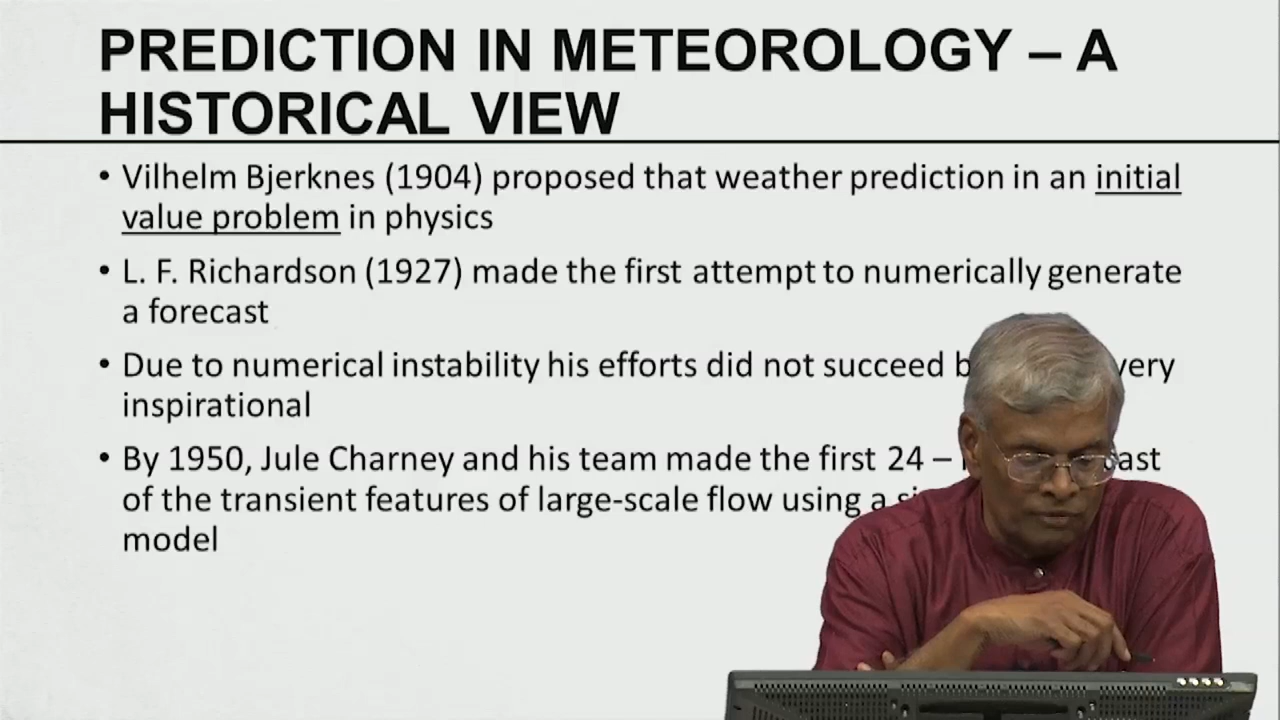 PREDICTION IN METEOROLOGY – A
HISTORICAL VIEW
• Vilhelm Bjerknes (1904) proposed that weather prediction in an initial
value problem in physics
• L. F. Richardson (1927) made the first attempt to numerically generate
a forecast
• Due to numerical instability his efforts did not succeed very
inspirational
• By 1950, Jule Charney and his team made the first 24 –
of the transient features of large-scale flow using a
model